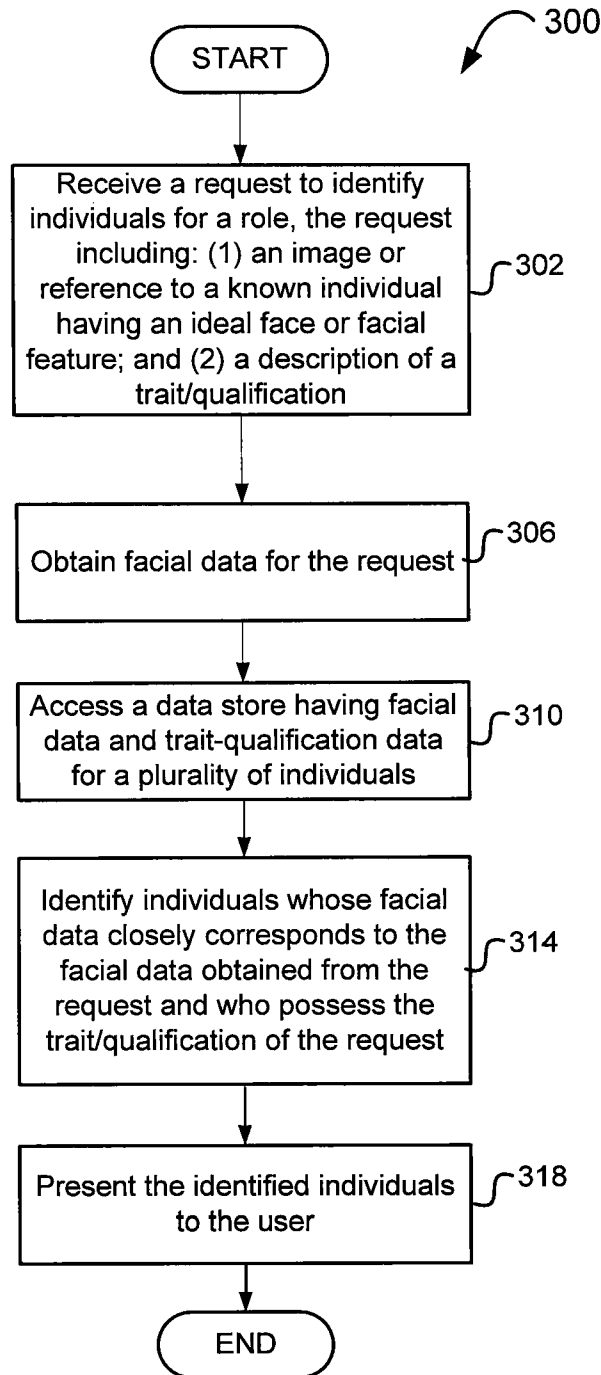 300
START
Receive a request to identify
individuals for a role, the request
including: (1) an image or
reference to a known individual
having an ideal face or facial
feature; and (2) a description of a
trait/qualification
302
Obtain facial data for the request
306
Access a data store having facial
data and trait-qualification data
for a plurality of individuals
310
Identify individuals whose facial
data closely corresponds to the
facial data obtained from the
request and who possess the
trait/qualification of the request
314
Present the identified individuals
to the user
318
END